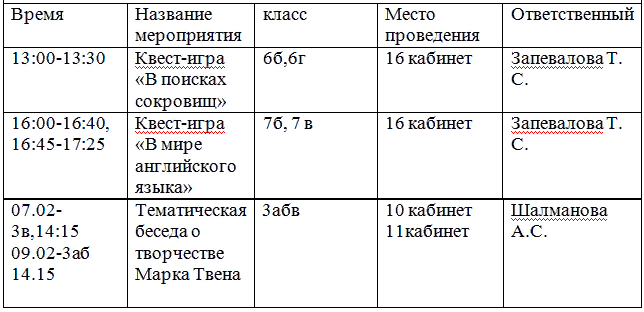 Время Название мероприятия класс Место проведения Ответственный
13:00-13:30 Квест-игра «В поисках сокровищ» 6б,6г 16 кабинет Запевалова Т. С.
16:00-16:40, 16:45-17:25 Квест-игра «В мире английского языка» 7б, 7 в 16 кабинет Запевалова Т. С.
07.02-3в,14:15 09.02-3аб 14.15 Тематическая беседа о творчестве Марка Твена 3абв 10 кабинет 11кабинет Шалманова А.С.